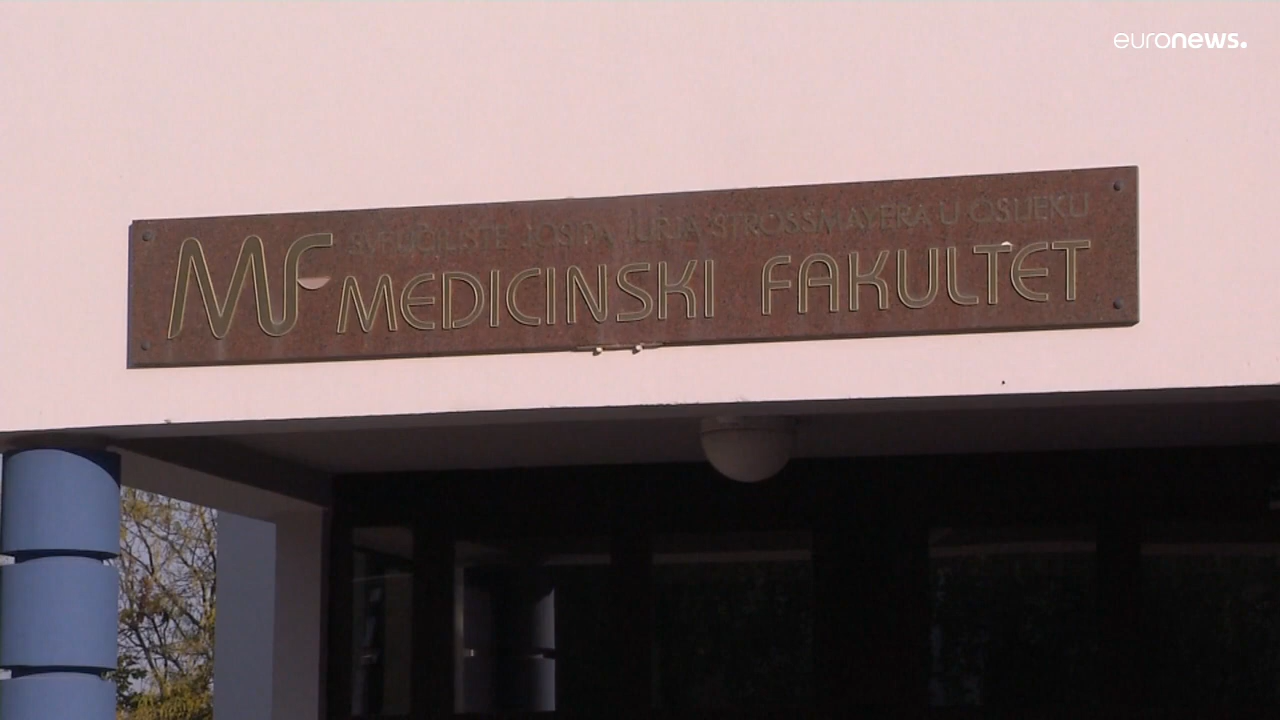 euronews.
SVEUČILIŠTE JOSIPA JURJA STROSSMAYERA U OSIJEKU
MF MEDICINSKI FAKULTET